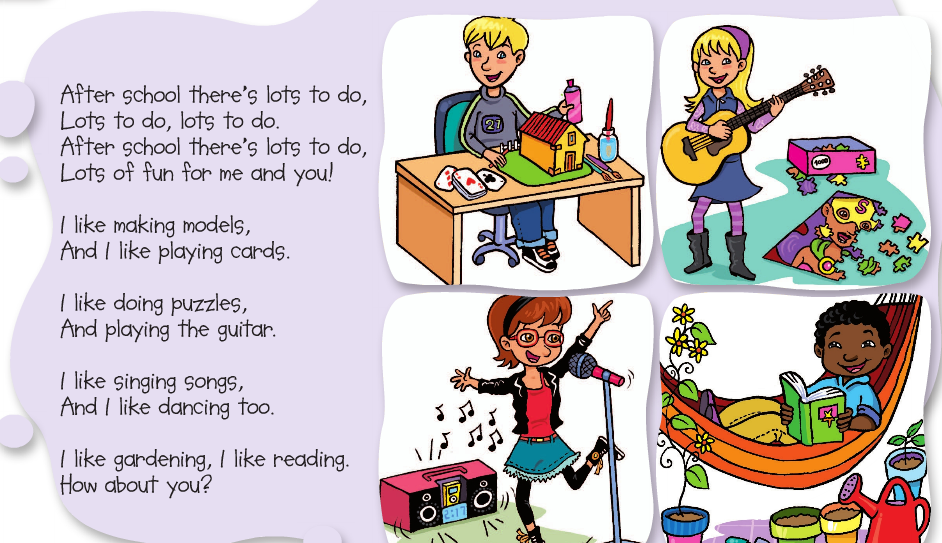 After school there's lots to do,
Lots to do, lots to do.
After school there's lots to do,
Lots of fun for me and you!
I like making models,
And I like playing cards.
I like doing puzzles,
And playing the guitar.
I like singing songs,
And I like dancing too.
I like gardening, I like reading.
How about you?
27
1000
S